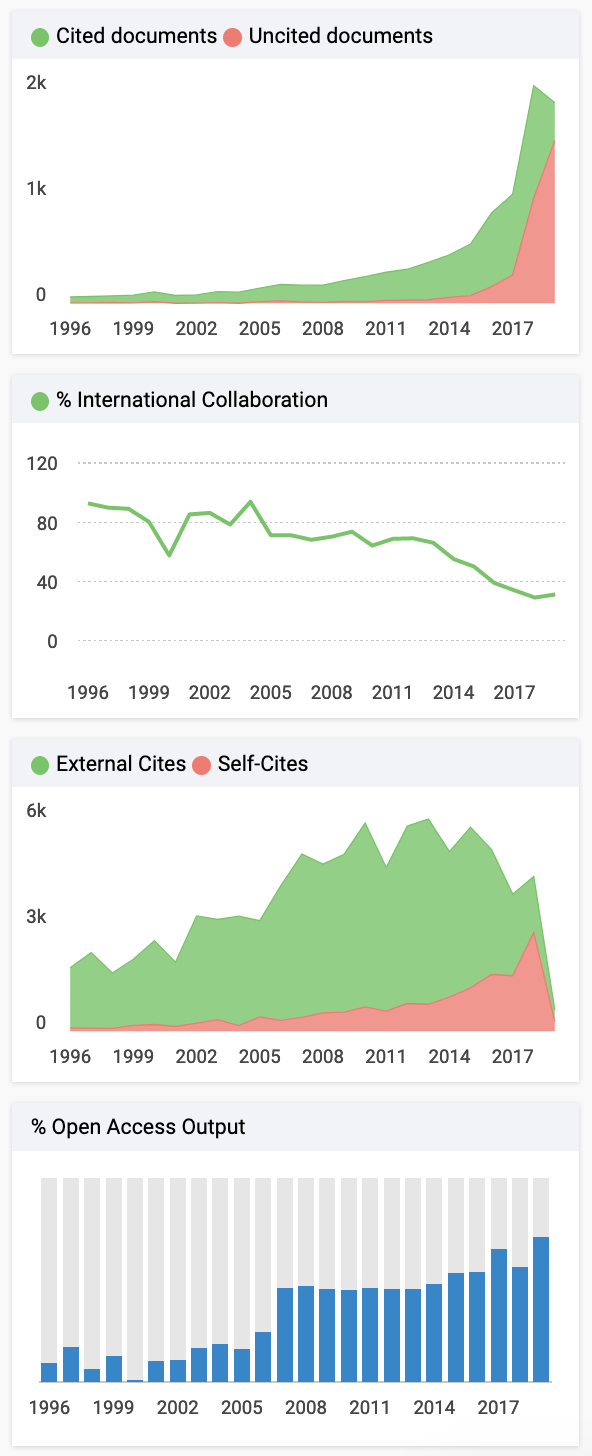 Cited documents Uncited documents
2k
1k
0
1996 1999 2002 2005 2008 2011 2014 2017
% International Collaboration
120
80
40
0
1996 1999 2002 2005 2008 2011 2014 2017
External Cites Self-Cites
6k
3k
0
1996 1999 2002 2005 2008 2011 2014 2017
% Open Access Output
1996 1999 2002 2005 2008 2011 2014 2017